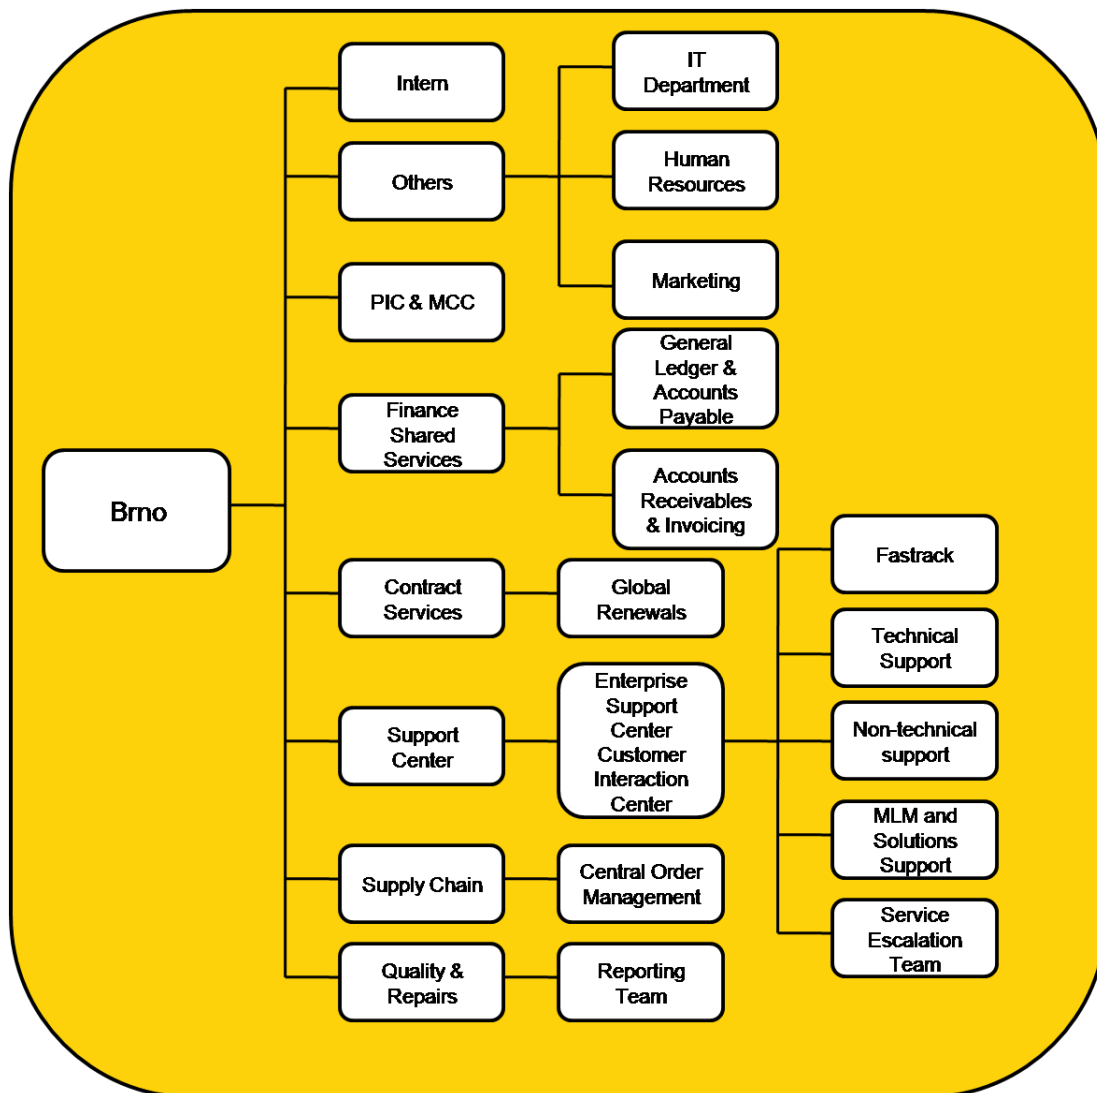 Brno
Intern
Others
IT
Department
Human
Resources
Marketing
PIC & MCC
Finance
Shared
Services
General
Ledger &
Accounts
Payable
Accounts
Receivables
& Invoicing
Contract
Services
Global
Renewals
Support
Center
Enterprise
Support
Center
Customer
Interaction
Center
Fastrack
Technical
Support
Non-technical
support
MLM and
Solutions
Support
Service
Escalation
Team
Supply Chain
Central Order
Management
Quality &
Repairs
Reporting
Team